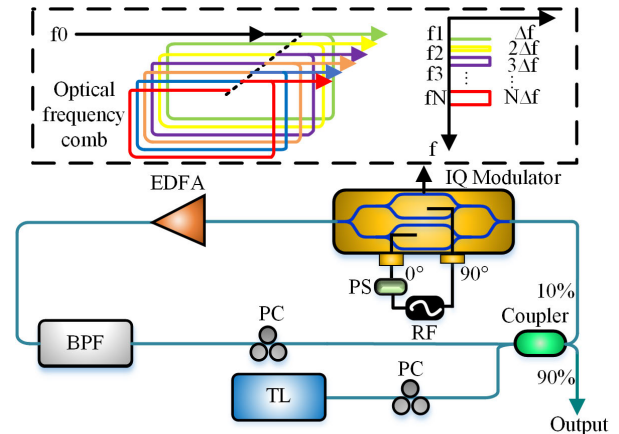 f0
Optical
frequency
comb
f1 Δf
f2 2Δf
f3 3Δf
⋮ ⋮
fN NΔf
f
EDFA
IQ Modulator
0° 90°
PS
RF
10%
Coupler
PC
BPF
90%
PC
TL
Output